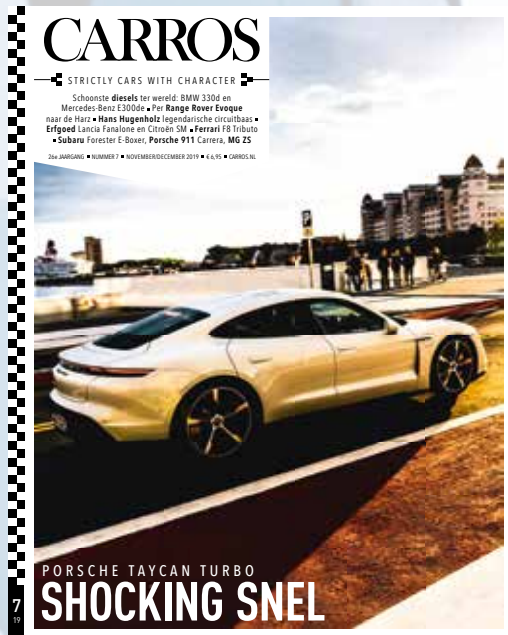 CARROS
STRICTLY CARS WITH CHARACTER
Schoonste diesels ter wereld: BMW 330d en
Mercedes-Benz E300de ▪ Per Range Rover Evoque
naar de Harz ▪ Hans Hugenholz legendarische circuitbaas ▪
Erfgoed Lancia Fanalone en Citroën SM ▪ Ferrari F8 Tributo
▪ Subaru Forester E-Boxer, Porsche 911 Carrera, MG ZS
26e JAARGANG ▪ NUMMER 7 ▪ NOVEMBER/DECEMBER 2019 ▪ € 6,95 ▪ CARROS.NL
P
PORSCHE TAYCAN TURBO
SHOCKING SNEL
7
19